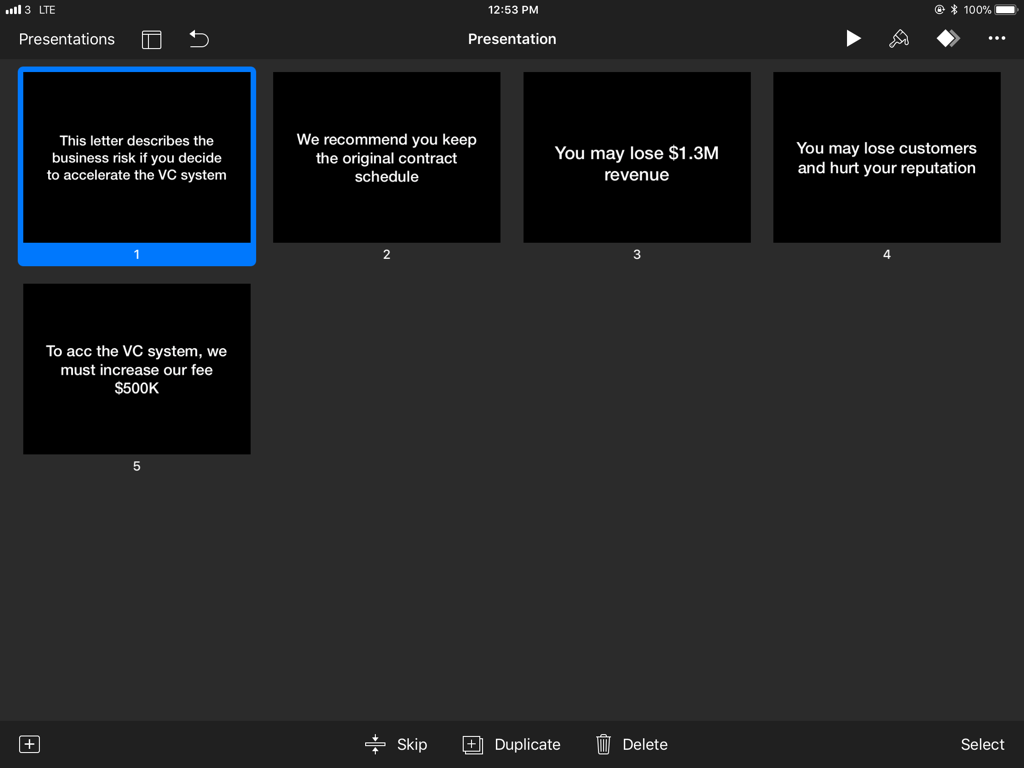 3 LTE
12:53 PM
100%
Presentations
Presentation
This letter describes the
business risk if you decide
to accelerate the VC system
1
We recommend you keep
the original contract
schedule
2
You may lose $1.3M
revenue
3
You may lose customers
and hurt your reputation
4
To acc the VC system, we
must increase our fee
$500K
5
Skip
Duplicate
Delete
Select